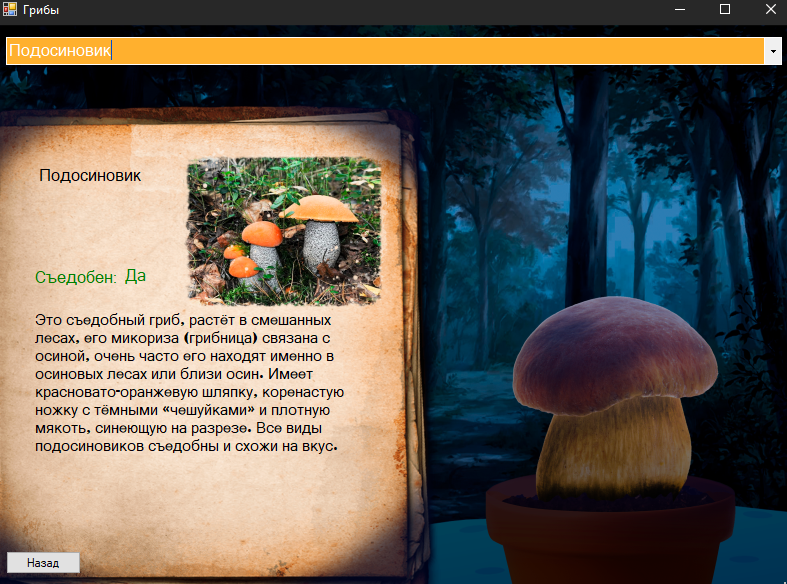 Грибы
Подосиновик
Подосиновик
Съедобен: Да
Это съедобный гриб, растёт в смешанных
лесах, его микориза (грибница) связана с
осиной, очень часто его находят именно в
осиновых лесах или близи осин. Имеет
красновато-оранжевую шляпку, коренастую
ножку с тёмными «чешуйками» и плотную
мякоть, синеющую на разрезе. Все виды
подосиновиков съедобны и схожи на вкус.
Назад